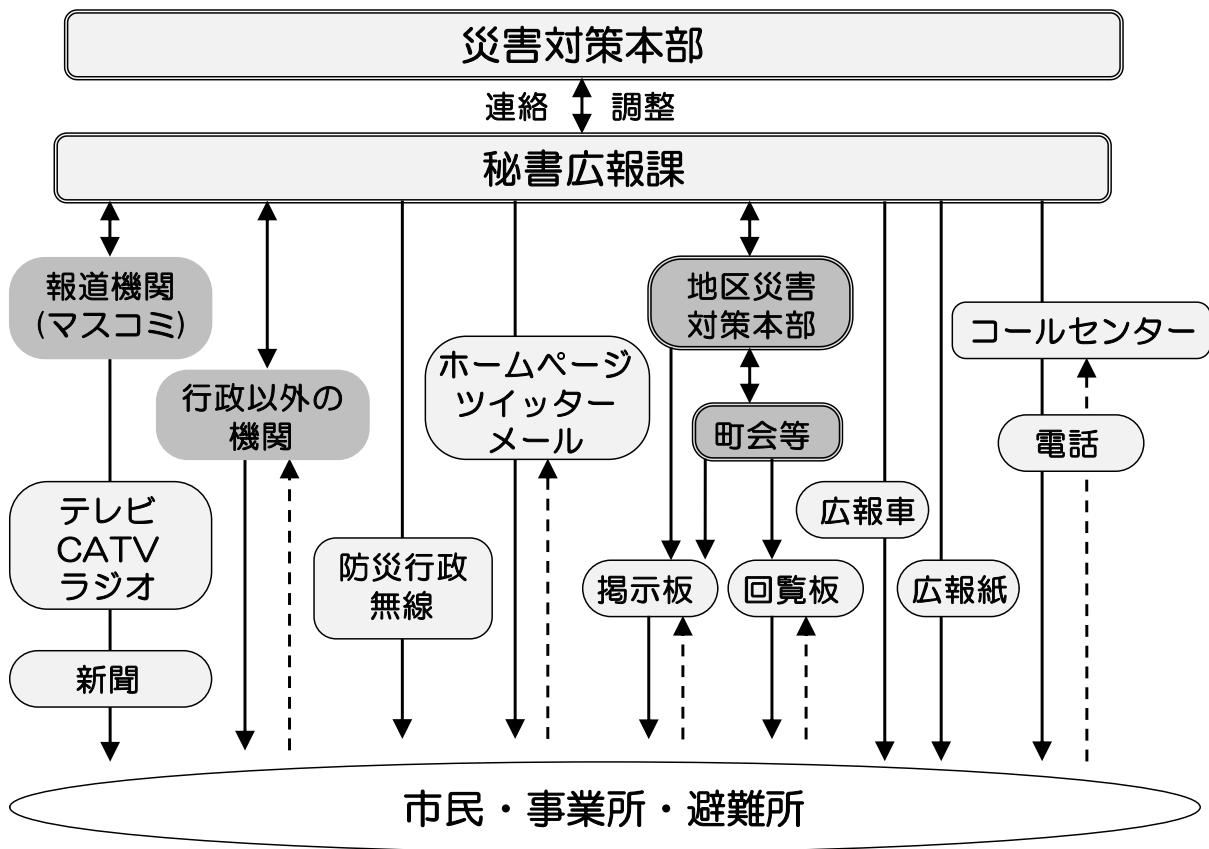 災害対策本部
連絡 調整
秘書広報課
報道機関
(マスコミ)
行政以外の
機関
テレビ
CATV
ラジオ
新聞
防災行政
無線
ホームページ
ツイッター
メール
地区災害
対策本部
町会等
掲示板
回覧板
広報車
広報紙
コールセンター
電話
市民・事業所・避難所